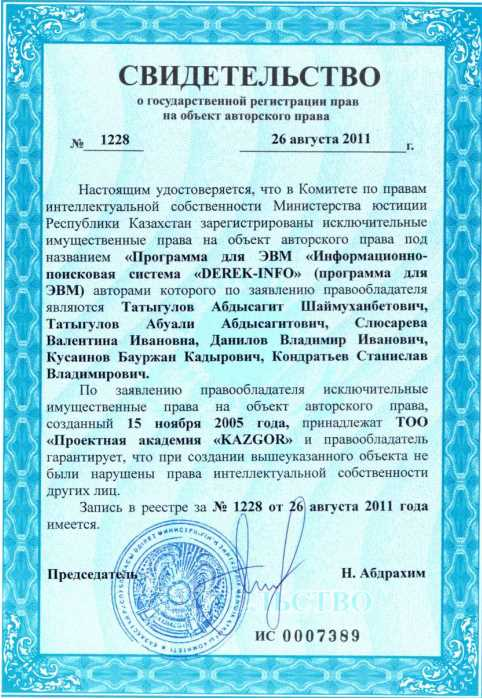 СВИДЕТЕЛЬСТВО
о государственной регистрации прав
на объект авторского права
№ 1228 26 августа 2011 г.
Настоящим удостоверяется, что в Комитете по правам
интеллектуальной собственности Министерства юстиции
Республики Казахстан зарегистрированы исключительные
имущественные права на объект авторского права под
названием «Программа для ЭВМ «Информационно-
поисковая система «DEREK-INFO» (программа для
ЭВМ) авторами которого по заявлению правообладателя
являются Татыгулов Абдысагит Шаймуханбетович,
Татыгулов Абуали Абдысагитович, Слюсарева
Валентина Ивановна, Данилов Владимир Иванович,
Кусаинов Бауржан Кадырович, Кондратьев Станислав
Владимирович.
По заявлению правообладателя исключительные
имущественные права на объект авторского права,
созданный 15 ноября 2005 года, принадлежат ТОО
«Проектная академия «KAZGOR» и правообладатель
гарантирует, что при создании вышеуказанного объекта не
были нарушены права интеллектуальной собственности
других лиц.
Запись в реестре за № 1228 от 26 августа 2011 года
имеется.
Председатель Н. Абдрахим
ИС 0007389